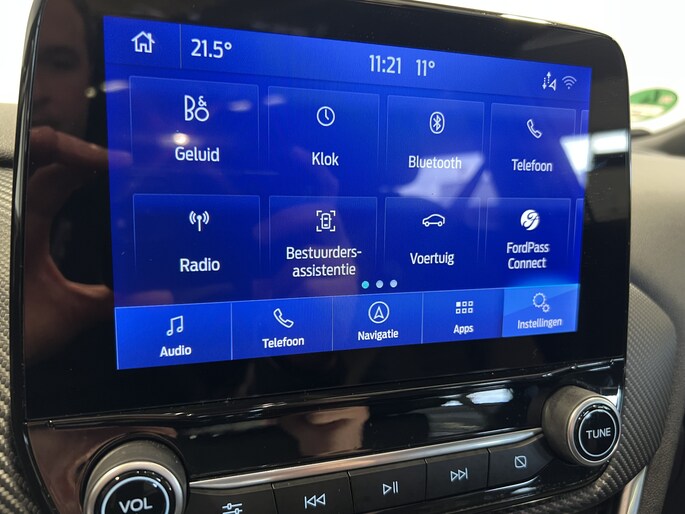 21.5°
11:21 11°
B&O
Geluid
Klok
Bluetooth
Telefoon
Radio
Bestuurders-
assistentie
Voertuig
FordPass
Connect
Audio
Telefoon
Navigatie
Apps
Instellingen
VOL
TUNE